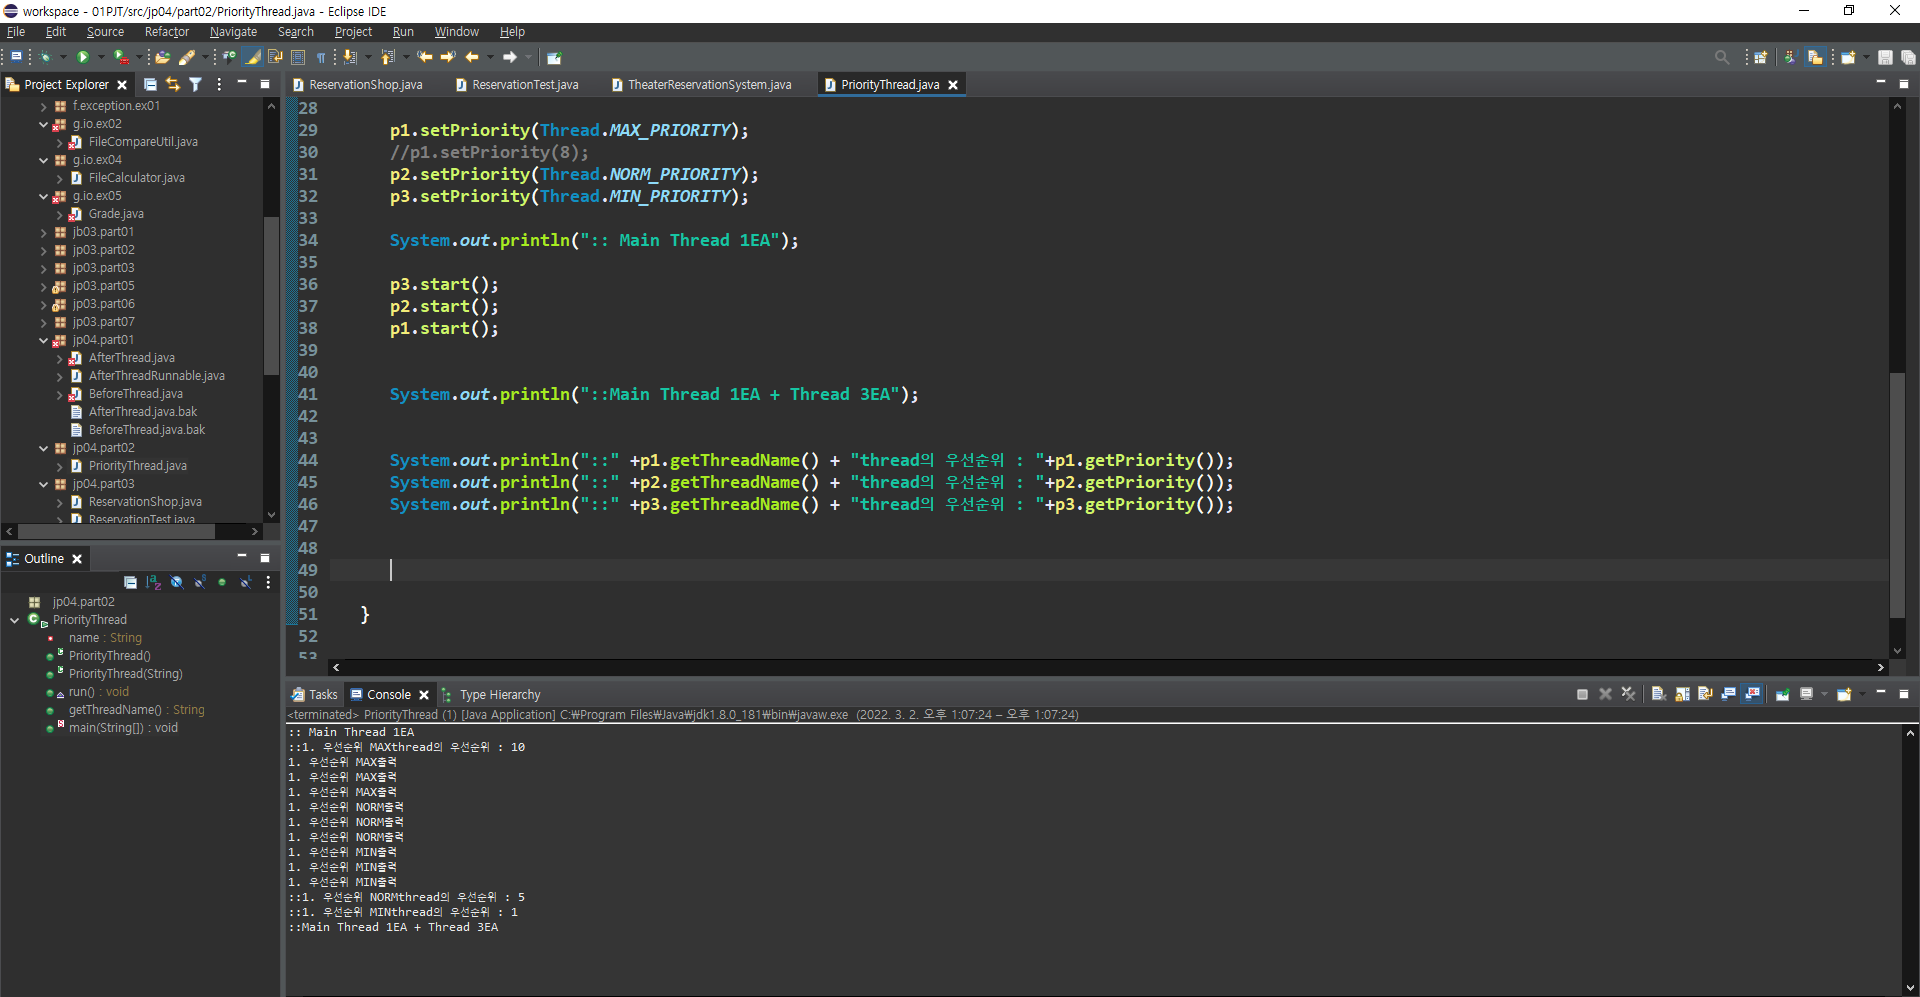 workspace - 01PJT/src/jp04/part02/PriorityThread.java - Eclipse IDE
File Edit Source Refactor Navigate Search Project Run Window Help
Project Explorer
f.exception.ex01
g.io.ex02
FileCompareUtil.java
g.io.ex04
FileCalculator.java
g.io.ex05
Grade.java
jb03.part01
jp03.part02
jp03.part03
jp03.part05
jp03.part06
jp03.part07
jp04.part01
AfterThread.java
AfterThreadRunnable.java
BeforeThread.java
AfterThread.java.bak
BeforeThread.java.bak
jp04.part02
PriorityThread.java
jp04.part03
ReservationShop.java
ReservationTest.java
Outline
jp04.part02
PriorityThread
name : String
PriorityThread()
PriorityThread(String)
run() : void
getThreadName() : String
main(String[]) : void
ReservationShop.java ReservationTest.java TheaterReservationSystem.java PriorityThread.java
28
29 p1.setPriority(Thread.MAX_PRIORITY);
30 //p1.setPriority(8);
31 p2.setPriority(Thread.NORM_PRIORITY);
32 p3.setPriority(Thread.MIN_PRIORITY);
33
34 System.out.println(":: Main Thread 1EA");
35
36 p3.start();
37 p2.start();
38 p1.start();
39
40
41 System.out.println("::Main Thread 1EA + Thread 3EA");
42
43
44 System.out.println("::" +p1.getThreadName() + "thread의 우선순위 : "+p1.getPriority());
45 System.out.println("::" +p2.getThreadName() + "thread의 우선순위 : "+p2.getPriority());
46 System.out.println("::" +p3.getThreadName() + "thread의 우선순위 : "+p3.getPriority());
47
48
49
50
51 }
52
53
Tasks Console Type Hierarchy
<terminated> PriorityThread (1) [Java Application] C:₩Program Files₩Java₩jdk1.8.0_181₩bin₩javaw.exe (2022. 3. 2. 오후 1:07:24 – 오후 1:07:24)
:: Main Thread 1EA
::1. 우선순위 MAXthread의 우선순위 : 10
1. 우선순위 MAX출력
1. 우선순위 MAX출력
1. 우선순위 MAX출력
1. 우선순위 NORM출력
1. 우선순위 NORM출력
1. 우선순위 NORM출력
1. 우선순위 MIN출력
1. 우선순위 MIN출력
1. 우선순위 MIN출력
::1. 우선순위 NORMthread의 우선순위 : 5
::1. 우선순위 MINthread의 우선순위 : 1
::Main Thread 1EA + Thread 3EA